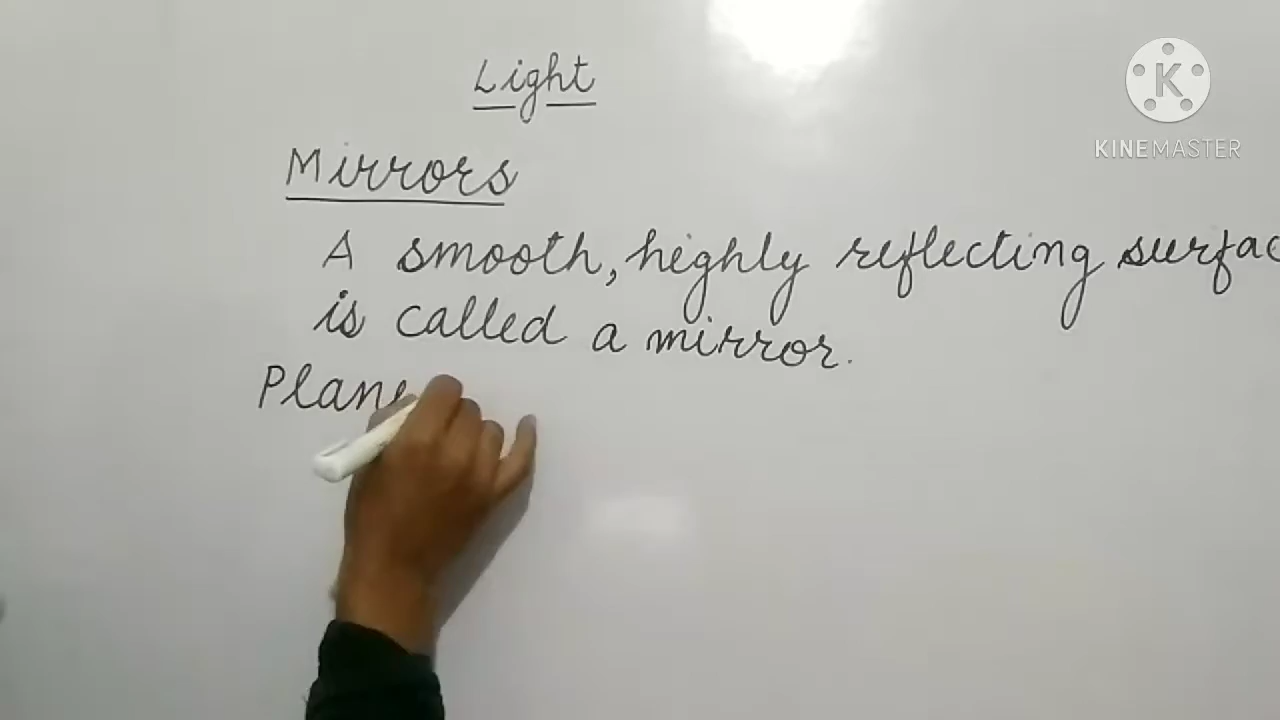 Light
Mirrors
A smooth, highly reflecting surfac
is called a mirror.
Plane
K
KINEMASTER